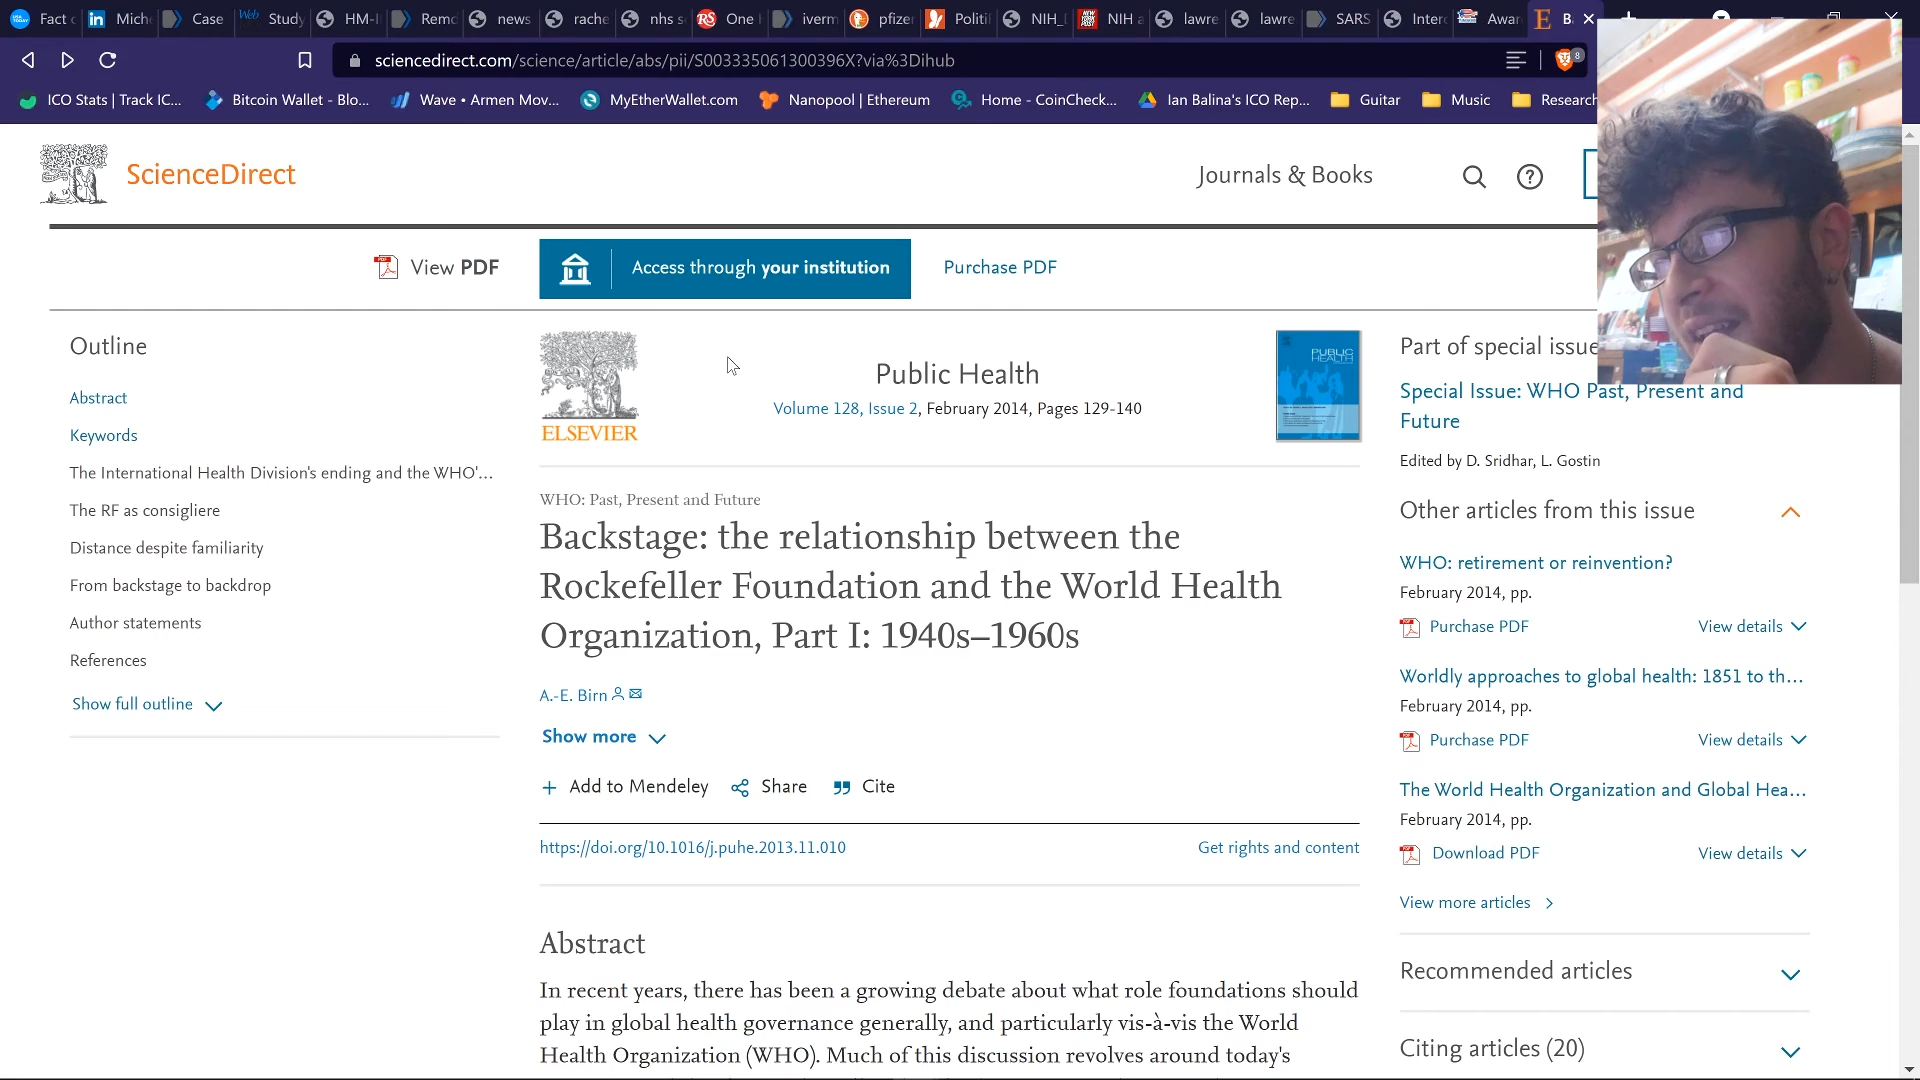 Fact c
Miche
Case
Web Study
HM-I
Remd
news
rache
nhs s
RS One
iverm
pfizer
Politi
NIH_
NIH a
lawre
lawre
SARS
Inter
Awar
E B
sciencedirect.com/science/article/abs/pii/S003335061300396X?via%3Dihub
8
ICO Stats | Track IC...
Bitcoin Wallet - Blo...
Wave • Armen Mov...
MyEtherWallet.com
Nanopool | Ethereum
Home - CoinCheck...
Ian Balina's ICO Rep...
Guitar
Music
Research
ScienceDirect
Journals & Books
View PDF
Access through your institution
Purchase PDF
Outline
Abstract
Keywords
The International Health Division's ending and the WHO'...
The RF as consigliere
Distance despite familiarity
From backstage to backdrop
Author statements
References
Show full outline
ELSEVIER
Public Health
Volume 128, Issue 2, February 2014, Pages 129-140
PUBLIC
HEALTH
WHO: Past, Present and Future
Backstage: the relationship between the
Rockefeller Foundation and the World Health
Organization, Part I: 1940s–1960s
A.-E. Birn
Show more
Add to Mendeley
Share
Cite
https://doi.org/10.1016/j.puhe.2013.11.010
Get rights and content
Abstract
In recent years, there has been a growing debate about what role foundations should
play in global health governance generally, and particularly vis-à-vis the World
Health Organization (WHO). Much of this discussion revolves around today's
Part of special issue
Special Issue: WHO Past, Present and
Future
Edited by D. Sridhar, L. Gostin
Other articles from this issue
WHO: retirement or reinvention?
February 2014, pp.
Purchase PDF
View details
Worldly approaches to global health: 1851 to th...
February 2014, pp.
Purchase PDF
View details
The World Health Organization and Global Hea...
February 2014, pp.
Download PDF
View details
View more articles
Recommended articles
Citing articles (20)